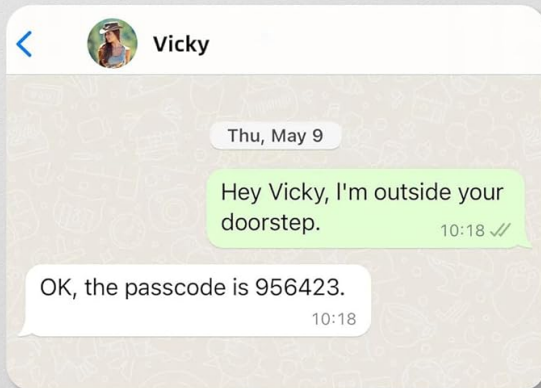 Vicky
Thu, May 9
Hey Vicky, I'm outside your
doorstep.
10:18
OK, the passcode is 956423.
10:18